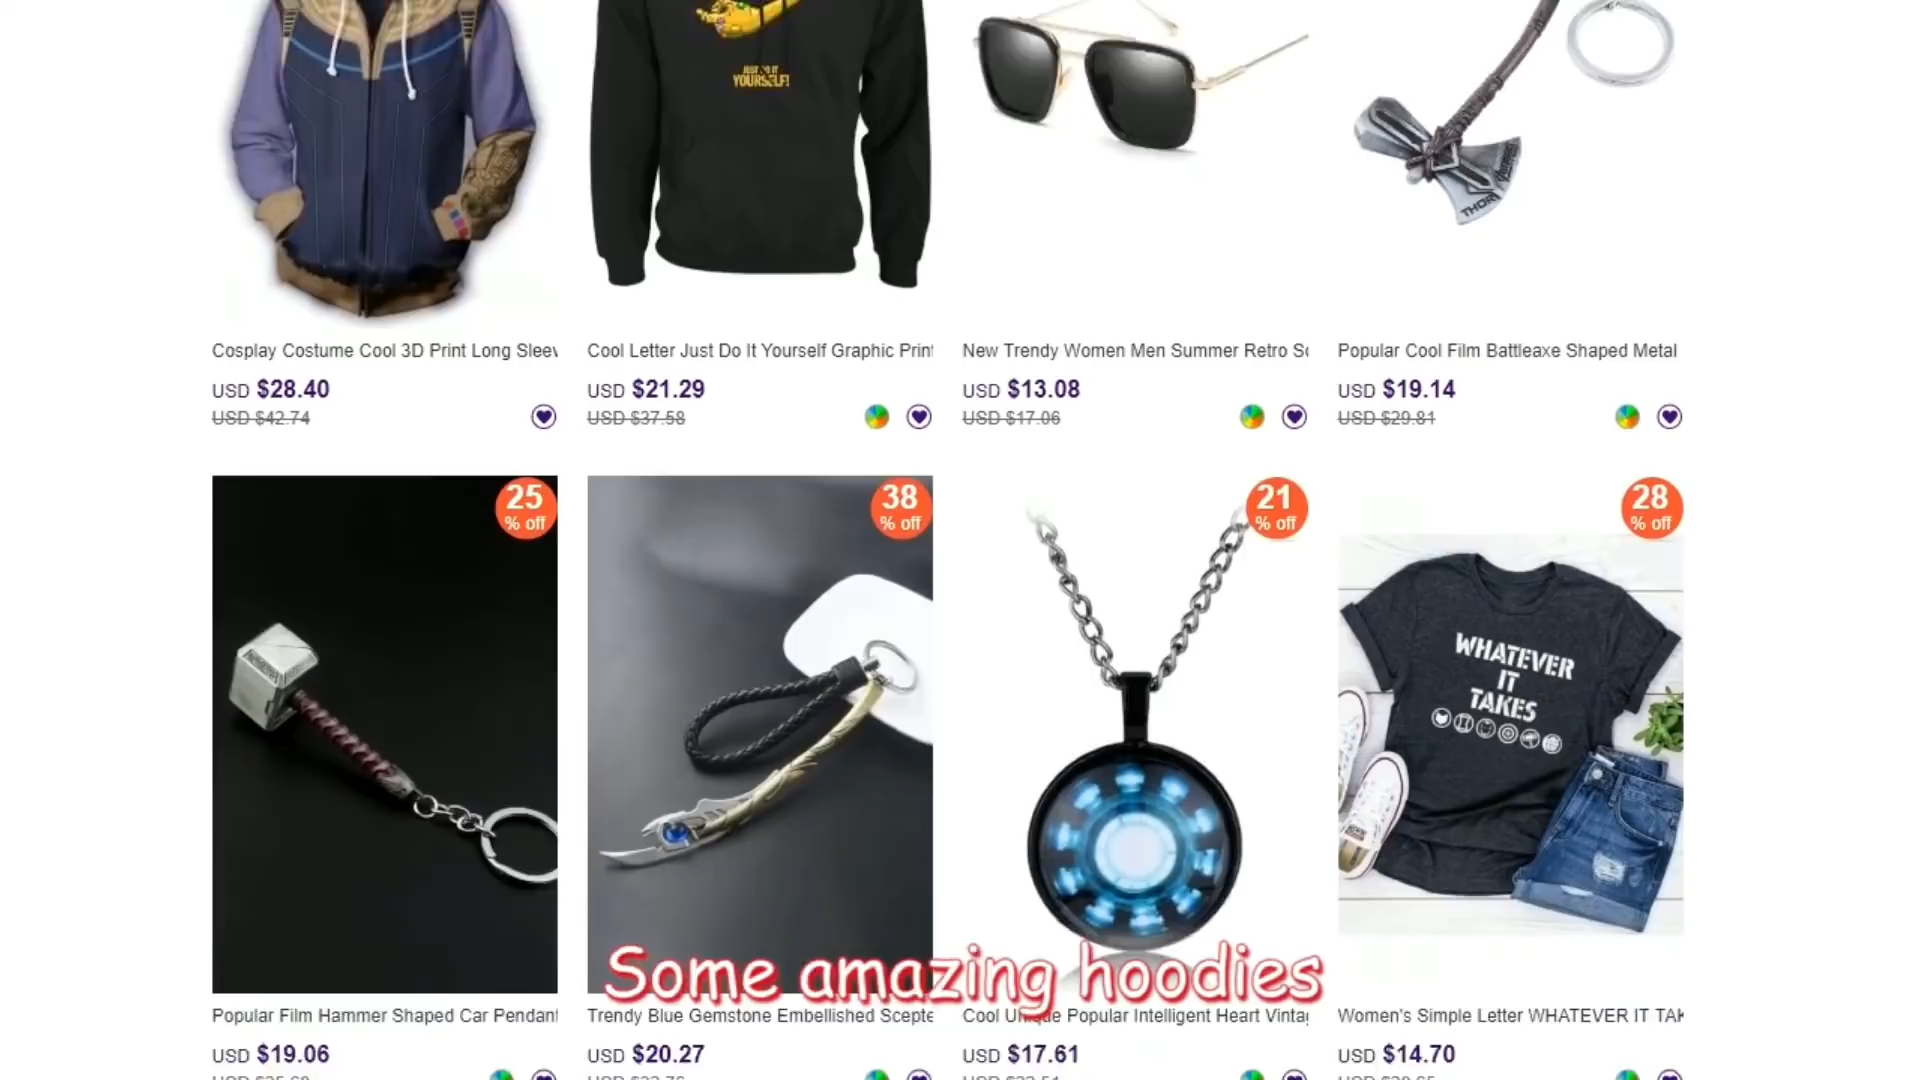 JUST DO IT
YOURSELF!
THOR
Cosplay Costume Cool 3D Print Long Sleev
Cool Letter Just Do It Yourself Graphic Print
New Trendy Women Men Summer Retro Sc
Popular Cool Film Battleaxe Shaped Metal
USD $28.40
USD $21.29
USD $13.08
USD $19.14
USD $42.74
USD $37.58
USD $17.06
USD $29.81
25
% off
38
% off
21
% off
28
% off
WHATEVER
IT
TAKES
Some amazing hoodies
Popular Film Hammer Shaped Car Pendant
Trendy Blue Gemstone Embellished Scepte
Cool Unique Popular Intelligent Heart Vintag
Women's Simple Letter WHATEVER IT TAK
USD $19.06
USD $20.27
USD $17.61
USD $14.70